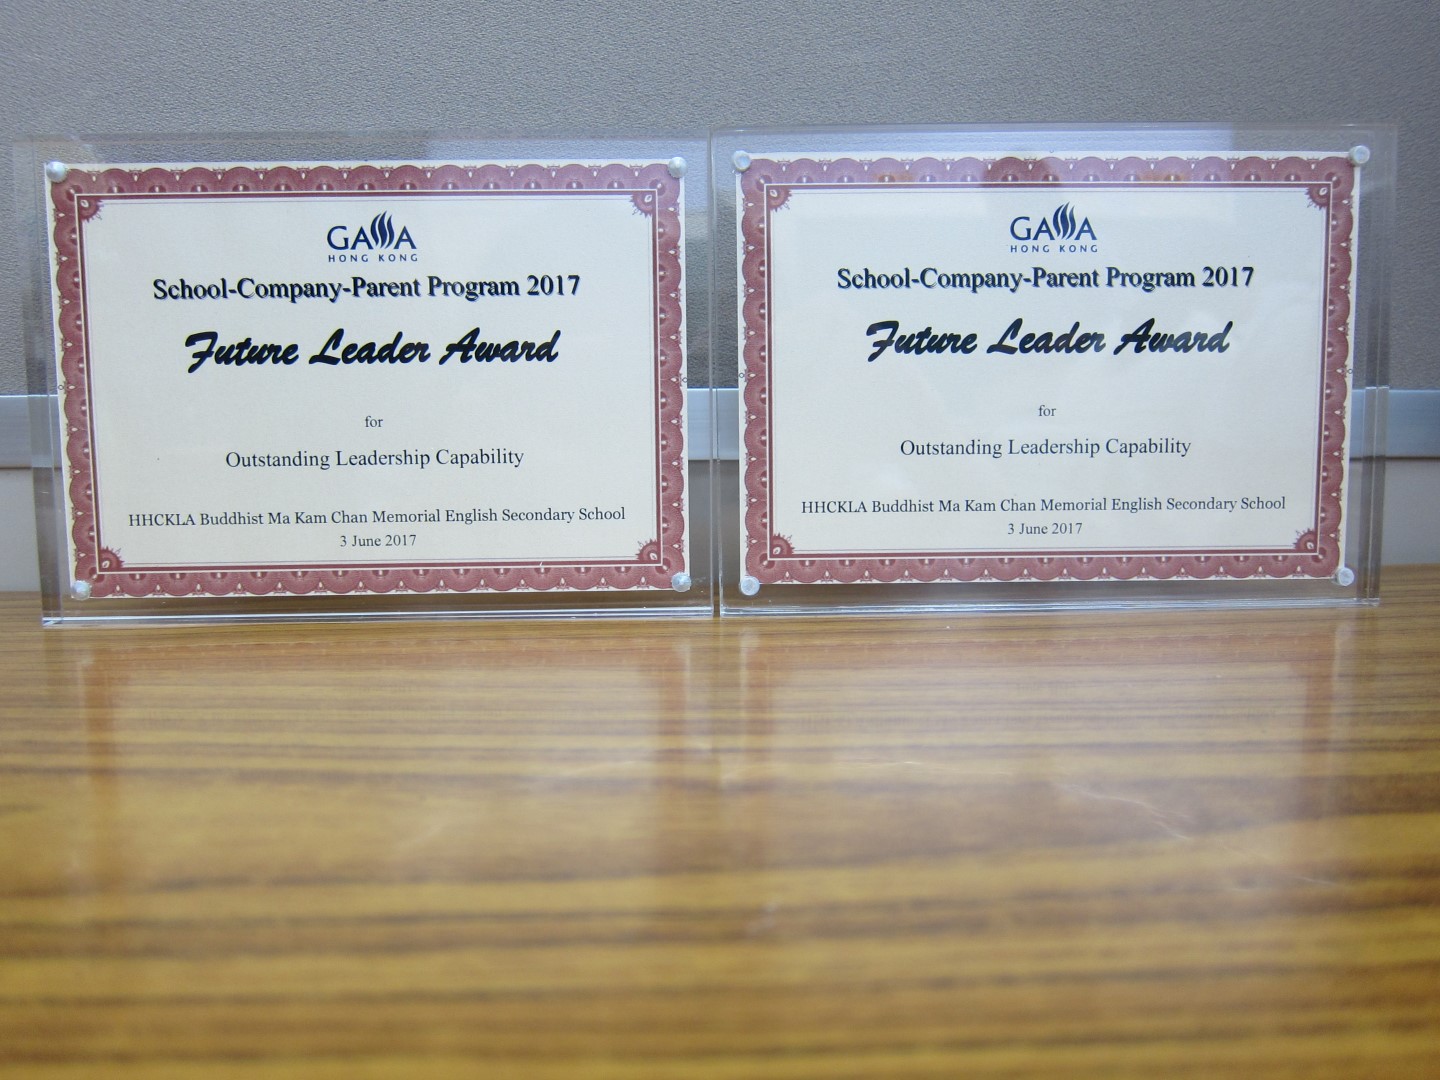 GAMA
HONG KONG
School-Company-Parent Program 2017
Future Leader Award
for
Outstanding Leadership Capability
HHCKLA Buddhist Ma Kam Chan Memorial English Secondary School
3 June 2017
GAMA
HONG KONG
School-Company-Parent Program 2017
Future Leader Award
for
Outstanding Leadership Capability
HHCKLA Buddhist Ma Kam Chan Memorial English Secondary School
3 June 2017